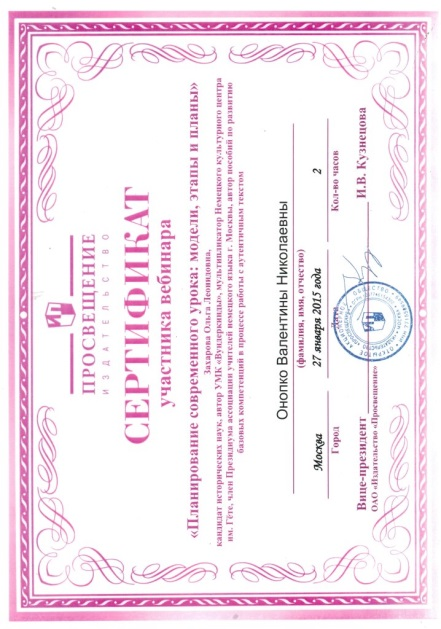 ПРОСВЕЩЕНИЕ
ИЗДАТЕЛЬСТВО
СЕРТИФИКАТ
участника вебинара
«Планирование современного урока: модели, этапы и планы»
Захарова Ольга Леонидовна,
кандидат исторических наук, автор УМК «Вундеркинды», мультипликатор Немецкого культурного центра
им. Гёте, член Президиума ассоциации учителей немецкого языка г. Москвы, автор пособий по развитию
базовых компетенций в процессе работы с аутентичным текстом
Онопко Валентины Николаевны
(фамилия, имя, отчество)
Москва 27 января 2015 года 2
Город Дата Кол-во часов
Вице-президент И.В. Кузнецова
ОАО «Издательство «Просвещение»